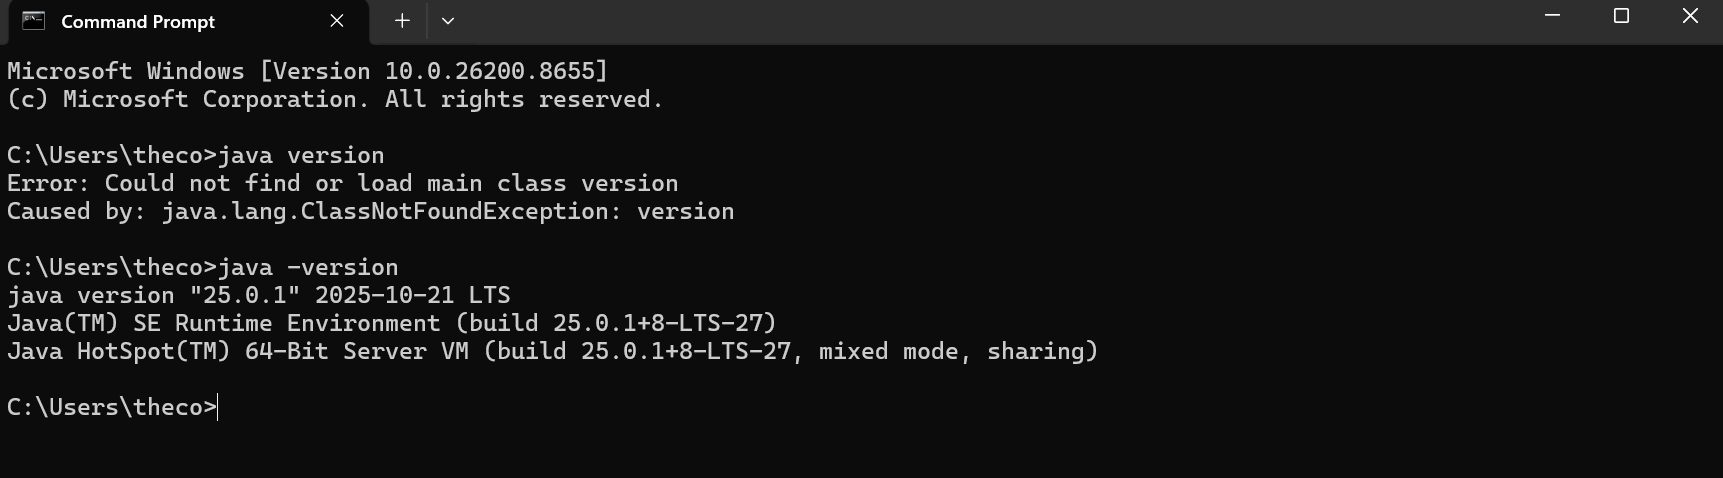 Command Prompt
Microsoft Windows [Version 10.0.26200.8655]
(c) Microsoft Corporation. All rights reserved.
C:\Users\theco>java version
Error: Could not find or load main class version
Caused by: java.lang.ClassNotFoundException: version
C:\Users\theco>java -version
java version "25.0.1" 2025-10-21 LTS
Java(TM) SE Runtime Environment (build 25.0.1+8-LTS-27)
Java HotSpot(TM) 64-Bit Server VM (build 25.0.1+8-LTS-27, mixed mode, sharing)
C:\Users\theco>